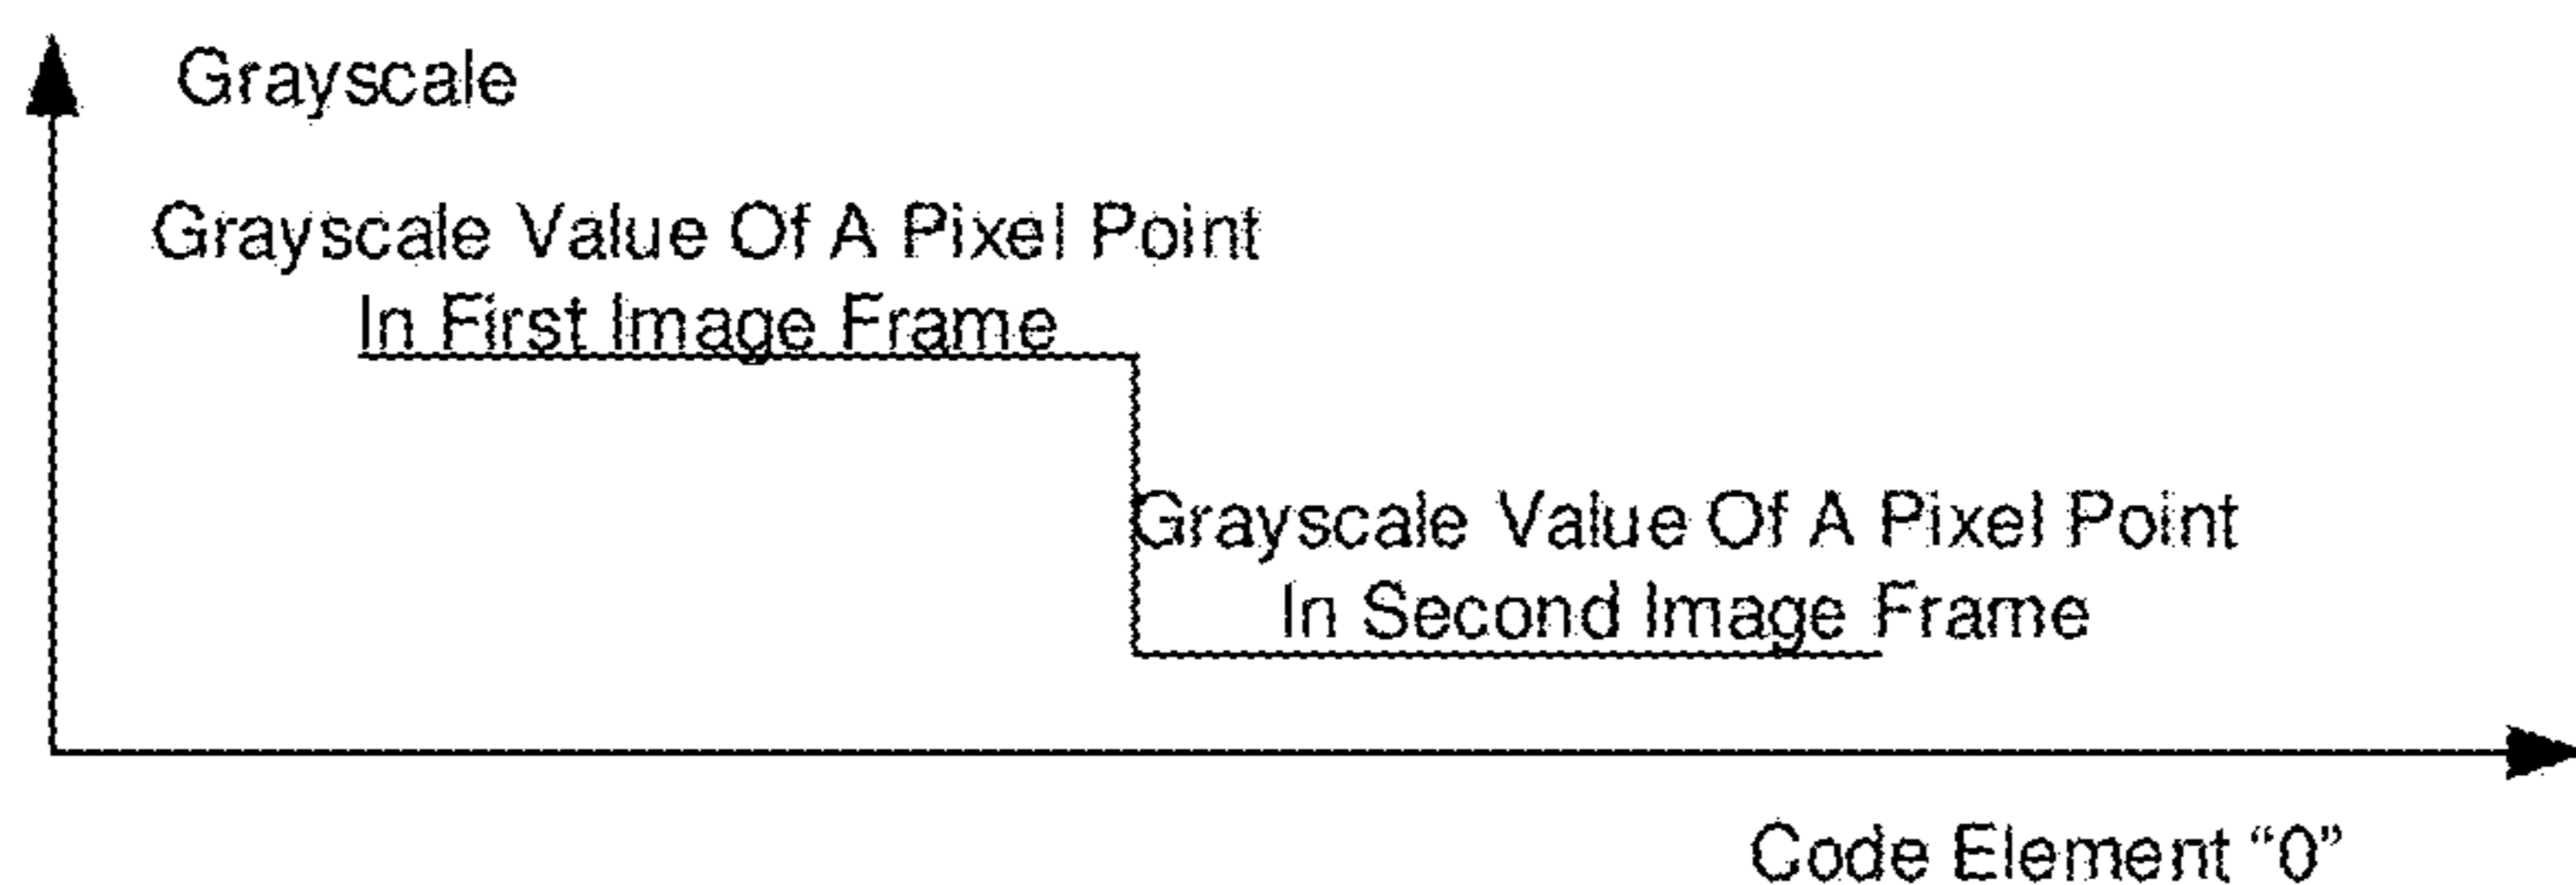 Grayscale
Grayscale Value Of A Pixel Point
In First Image Frame
Grayscale Value Of A Pixel Point
In Second Image Frame
Code Element “0”